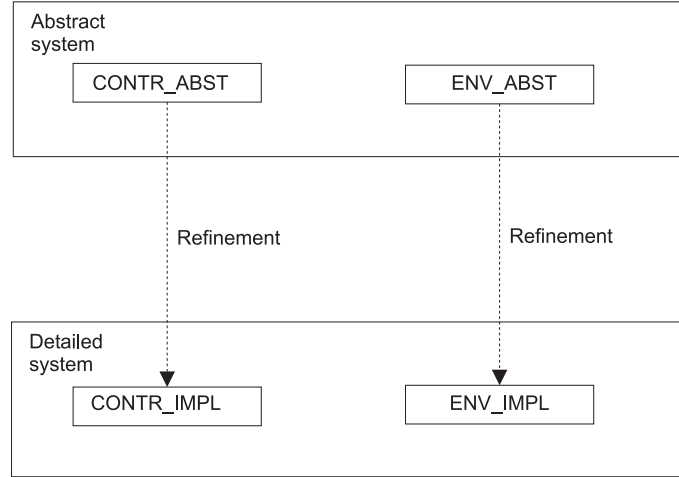 Abstract
system
CONTR_ABST
ENV_ABST
Refinement
Refinement
Detailed
system
CONTR_IMPL
ENV_IMPL